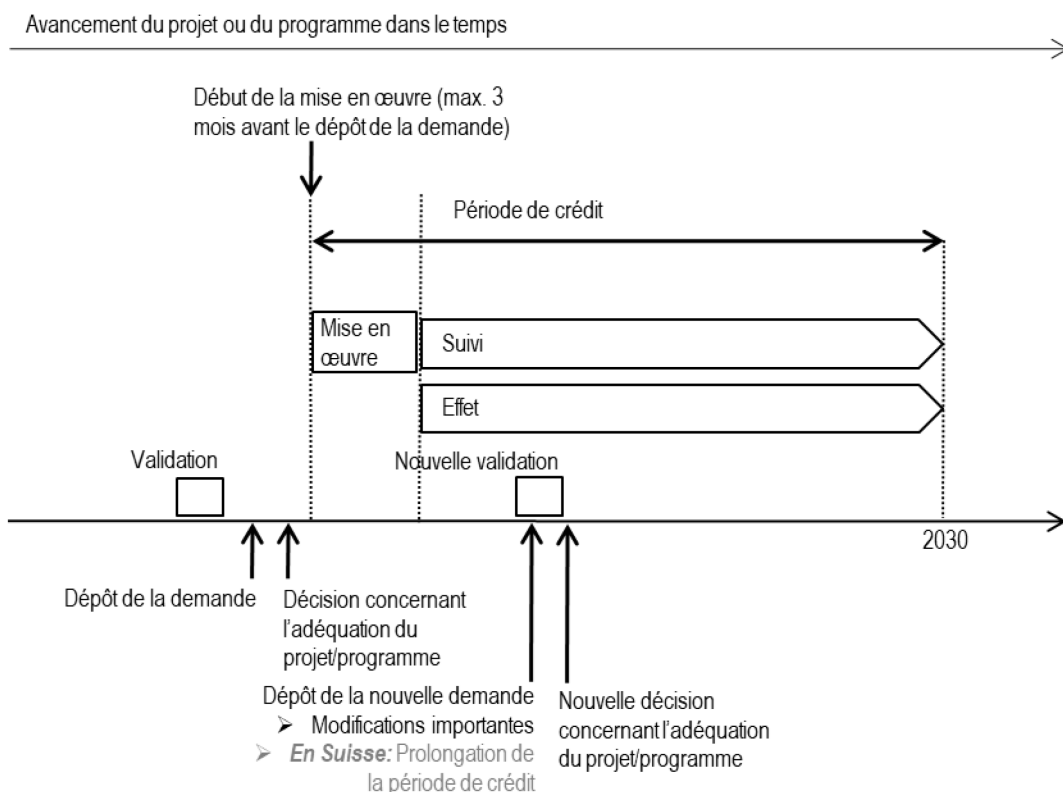 Avancement du projet ou du programme dans le temps
Début de la mise en œuvre (max. 3
mois avant le dépôt de la demande)
Période de crédit
Mise en
œuvre
Suivi
Effet
Validation
Nouvelle validation
2030
Dépôt de la demande
Décision concernant
l'adéquation du
projet/programme
Dépôt de la nouvelle demande
➢ Modifications importantes
➢ En Suisse: Prolongation de
la période de crédit
Nouvelle décision
concernant l'adéquation
du projet/programme